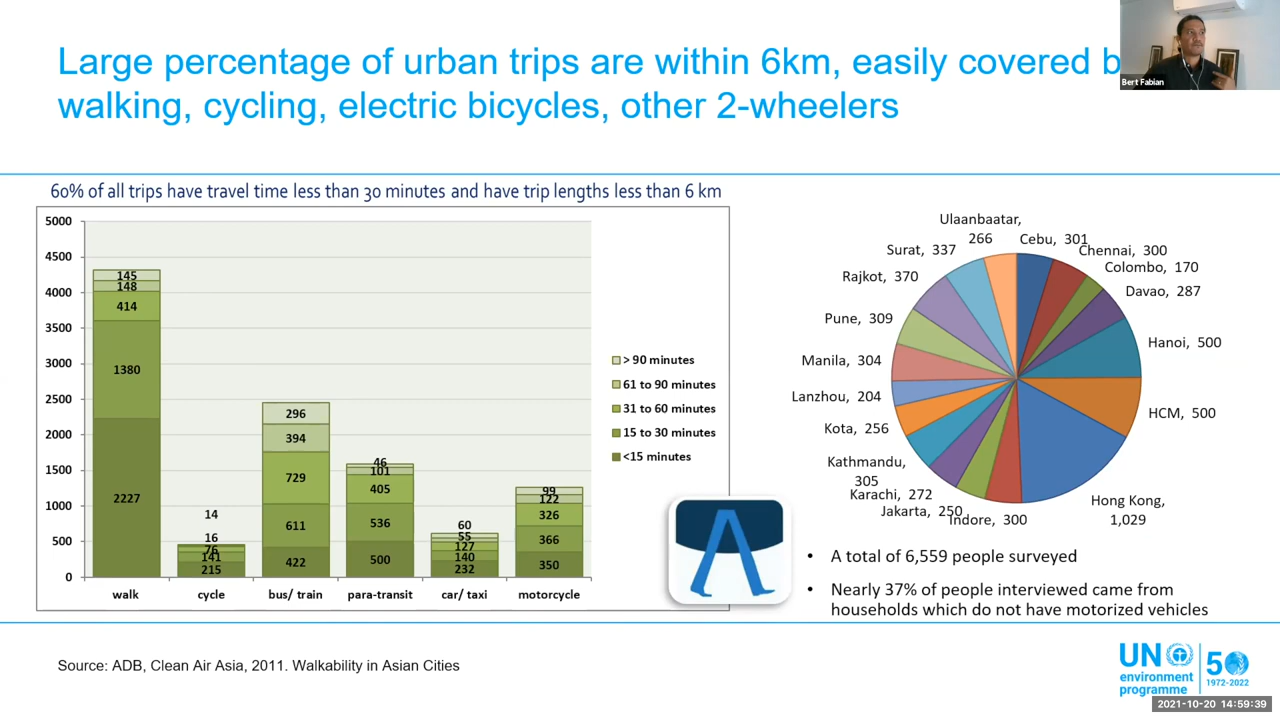 Large percentage of urban trips are within 6km, easily covered b
walking, cycling, electric bicycles, other 2-wheelers
Bert Fabian
60% of all trips have travel time less than 30 minutes and have trip lengths less than 6 km
5000
4500
4000
3500
3000
2500
2000
1500
1000
500
0
145
148
414
1380
2227
14
16
76
141
215
296
394
729
611
422
46
101
405
536
500
60
55
127
140
232
99
122
326
366
350
walk
cycle
bus/ train
para-transit
car/ taxi
motorcycle
> 90 minutes
61 to 90 minutes
31 to 60 minutes
15 to 30 minutes
<15 minutes
Ulaanbaatar,
266
Cebu, 301
Chennai, 300
Colombo, 170
Davao, 287
Hanoi, 500
HCM, 500
Hong Kong,
1,029
Indore, 300
Jakarta, 250
Karachi, 272
Kathmandu,
305
Kota, 256
Lanzhou, 204
Manila, 304
Pune, 309
Rajkot, 370
Surat, 337
• A total of 6,559 people surveyed
• Nearly 37% of people interviewed came from
households which do not have motorized vehicles
Source: ADB, Clean Air Asia, 2011. Walkability in Asian Cities
UN
environment
programme
50
1972-2022
2021-10-20 14:59:39